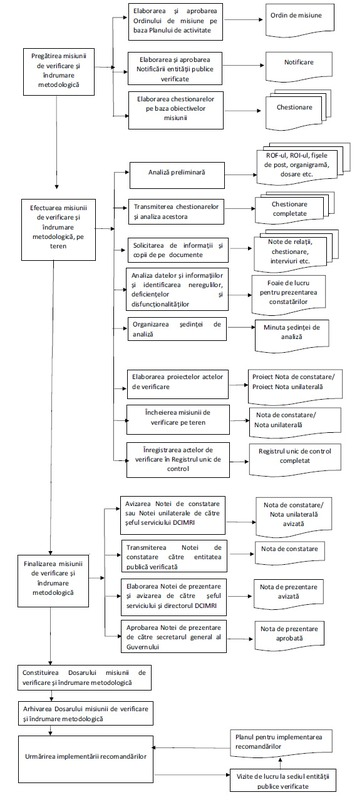 Elaborarea și aprobarea
Ordinului de misiune pe
baza Planului de activitate
Ordin de misiune
Pregătirea misiunii
de verificare și
îndrumare
metodologică
Elaborarea și aprobarea
Notificării entității publice
verificate
Notificare
Elaborarea chestionarelor
pe baza obiectivelor
misiunii
Chestionare
Analiză preliminară
ROF-ul, ROI-ul, fișele
de post, organigramă,
dosare etc.
Efectuarea misiunii
de verificare și
îndrumare
metodologică, pe
teren
Transmiterea chestionarelor
și analiza acestora
Chestionare
completate
Solicitarea de informații și
copii de pe documente
Note de relații,
chestionare,
interviuri etc.
Analiza datelor și informațiilor
și identificarea neregulilor,
deficiențelor și
disfuncționalităților
Foaie de lucru
pentru prezentarea
constatărilor
Organizarea ședinței de
analiză
Minuta ședinței de
analiză
Elaborarea proiectelor actelor
de verificare
Proiect Nota de constatare/
Proiect Nota unilaterală
Încheierea misiunii de
verificare pe teren
Nota de constatare/
Nota unilaterală
Înregistrarea actelor de
verificare în Registrul unic de
control
Registrul unic de control
completat
Finalizarea misiunii
de verificare și
îndrumare
metodologică
Avizarea Notei de constatare
sau Notei unilaterale de către
șeful serviciului DCIMRI
Nota de constatare/
Nota unilaterală
avizată
Transmiterea Notei de
constatare către entitatea
publică verificată
Nota de constatare
Elaborarea Notei de prezentare
și avizarea de către șeful
serviciului și directorul DCIMRI
Nota de prezentare
avizată
Aprobarea Notei de prezentare
de către secretarul general al
Guvernului
Nota de prezentare
aprobată
Constituirea Dosarului misiunii de
verificare și îndrumare metodologică
Arhivarea Dosarului misiunii de verificare
și îndrumare metodologică
Urmărirea implementării recomandărilor
Planul pentru implementarea
recomandărilor
Vizite de lucru la sediul entității
publice verificate